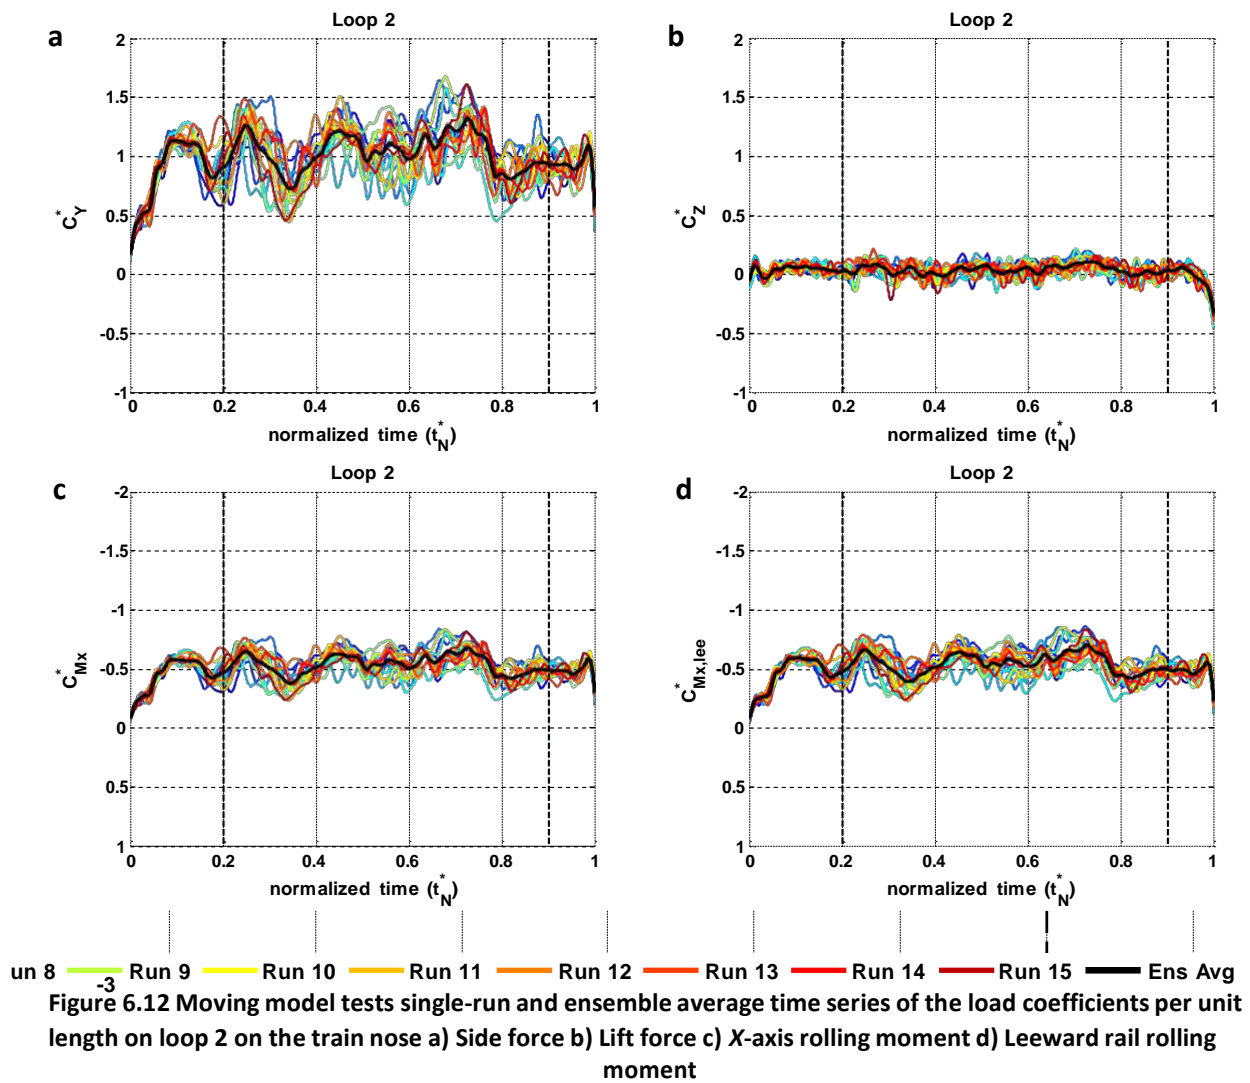 Loop 2
a
2
1.5
1
0.5
0
-0.5
-1
C*Y
0 0.2 0.4 0.6 0.8 1
normalized time (t*N)
Loop 2
b
2
1.5
1
0.5
0
-0.5
-1
C*Z
0 0.2 0.4 0.6 0.8 1
normalized time (t*N)
Loop 2
c
-2
-1.5
-1
-0.5
0
0.5
1
C*Mx
0 0.2 0.4 0.6 0.8 1
normalized time (t*N)
Loop 2
d
-2
-1.5
-1
-0.5
0
0.5
1
C*Mx,lee
0 0.2 0.4 0.6 0.8 1
normalized time (t*N)
un 8 Run 9 Run 10 Run 11 Run 12 Run 13 Run 14 Run 15 Ens Avg
-3
Figure 6.12 Moving model tests single-run and ensemble average time series of the load coefficients per unit
length on loop 2 on the train nose a) Side force b) Lift force c) X-axis rolling moment d) Leeward rail rolling
moment